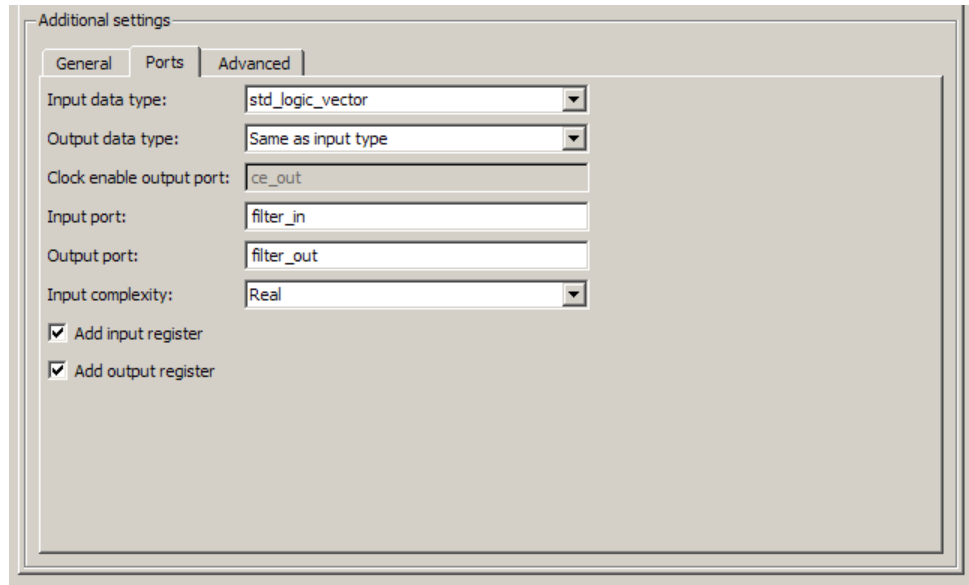 Additional settings
General Ports Advanced
Input data type: std_logic_vector
Output data type: Same as input type
Clock enable output port: ce_out
Input port: filter_in
Output port: filter_out
Input complexity: Real
Add input register
Add output register